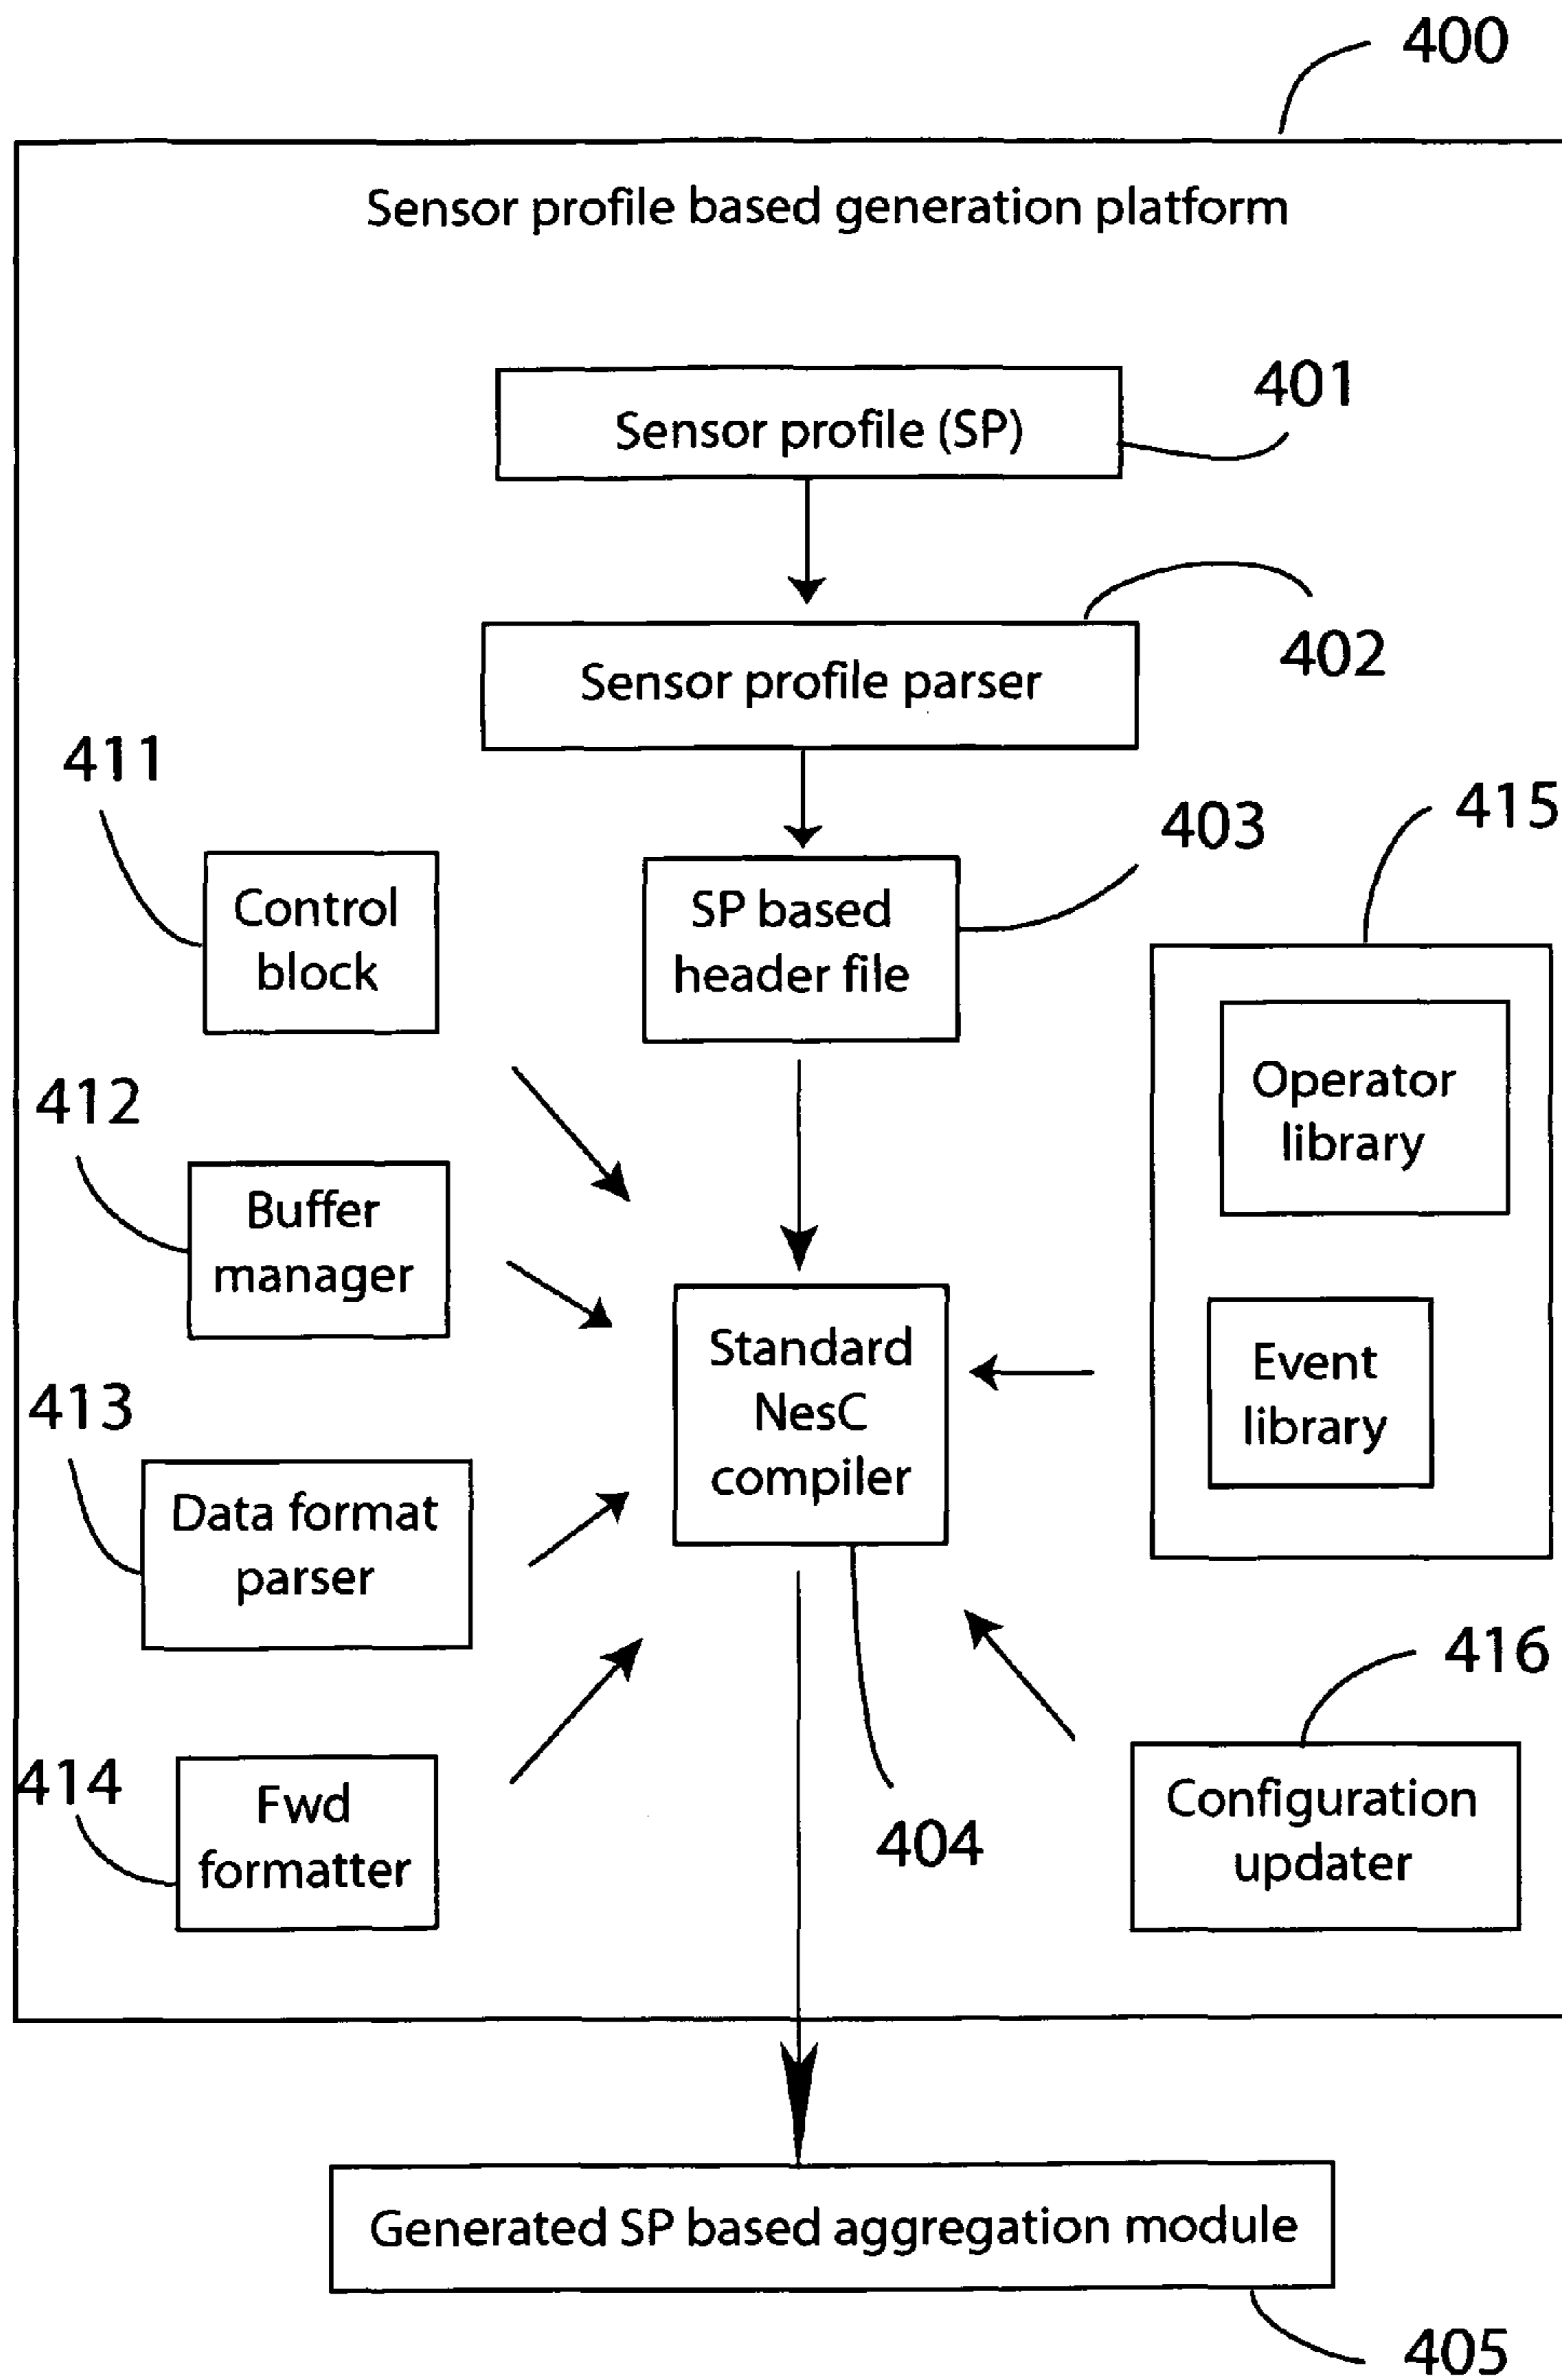 400
Sensor profile based generation platform
401
Sensor profile (SP)
402
Sensor profile parser
411
403
415
Control
block
SP based
header file
Operator
library
412
Buffer
manager
Standard
NesC
compiler
Event
library
413
Data format
parser
416
414
Fwd
formatter
404
Configuration
updater
Generated SP based aggregation module
405